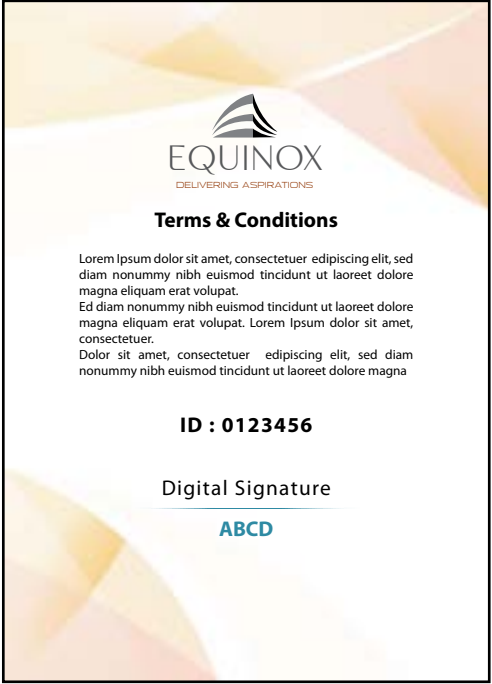 EQUINOX
DELIVERING ASPIRATIONS
Terms & Conditions
Lorem Ipsum dolor sit amet, consectetuer edipiscing elit, sed
diam nonummy nibh euismod tincidunt ut laoreet dolore
magna eliquam erat volupat.
Ed diam nonummy nibh euismod tincidunt ut laoreet dolore
magna eliquam erat volupat. Lorem Ipsum dolor sit amet,
consectetuer.
Dolor sit amet, consectetuer edipiscing elit, sed diam
nonummy nibh euismod tincidunt ut laoreet dolore magna
ID : 0123456
Digital Signature
ABCD